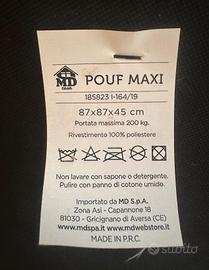 MD
CASA
POUF MAXI
185823 I-164/19
87x87x45 cm
Portata massima 200 kg.
Rivestimento 100% poliestere
Non lavare con sapone o detergente.
Pulire con panno di cotone umido.
Importato da MD S.p.A.
Zona Asi - Capannone 18
81030 - Gricignano di Aversa (CE)
www.mdspa.it - www.mdwebstore.it
MADE IN P.R.C.
subito